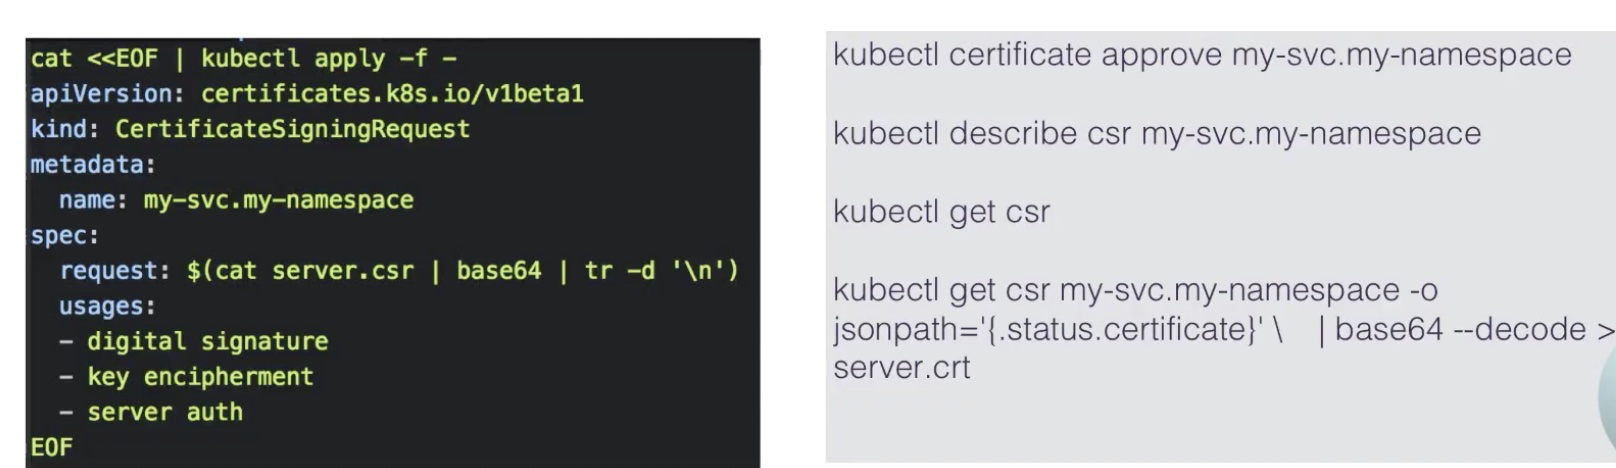 cat <<EOF | kubectl apply -f -
apiVersion: certificates.k8s.io/v1beta1
kind: CertificateSigningRequest
metadata:
  name: my-svc.my-namespace
spec:
  request: $(cat server.csr | base64 | tr -d '\n')
  usages:
  - digital signature
  - key encipherment
  - server auth
EOF
kubectl certificate approve my-svc.my-namespace
kubectl describe csr my-svc.my-namespace
kubectl get csr
kubectl get csr my-svc.my-namespace -o
jsonpath='{.status.certificate}' \    | base64 --decode >
server.crt